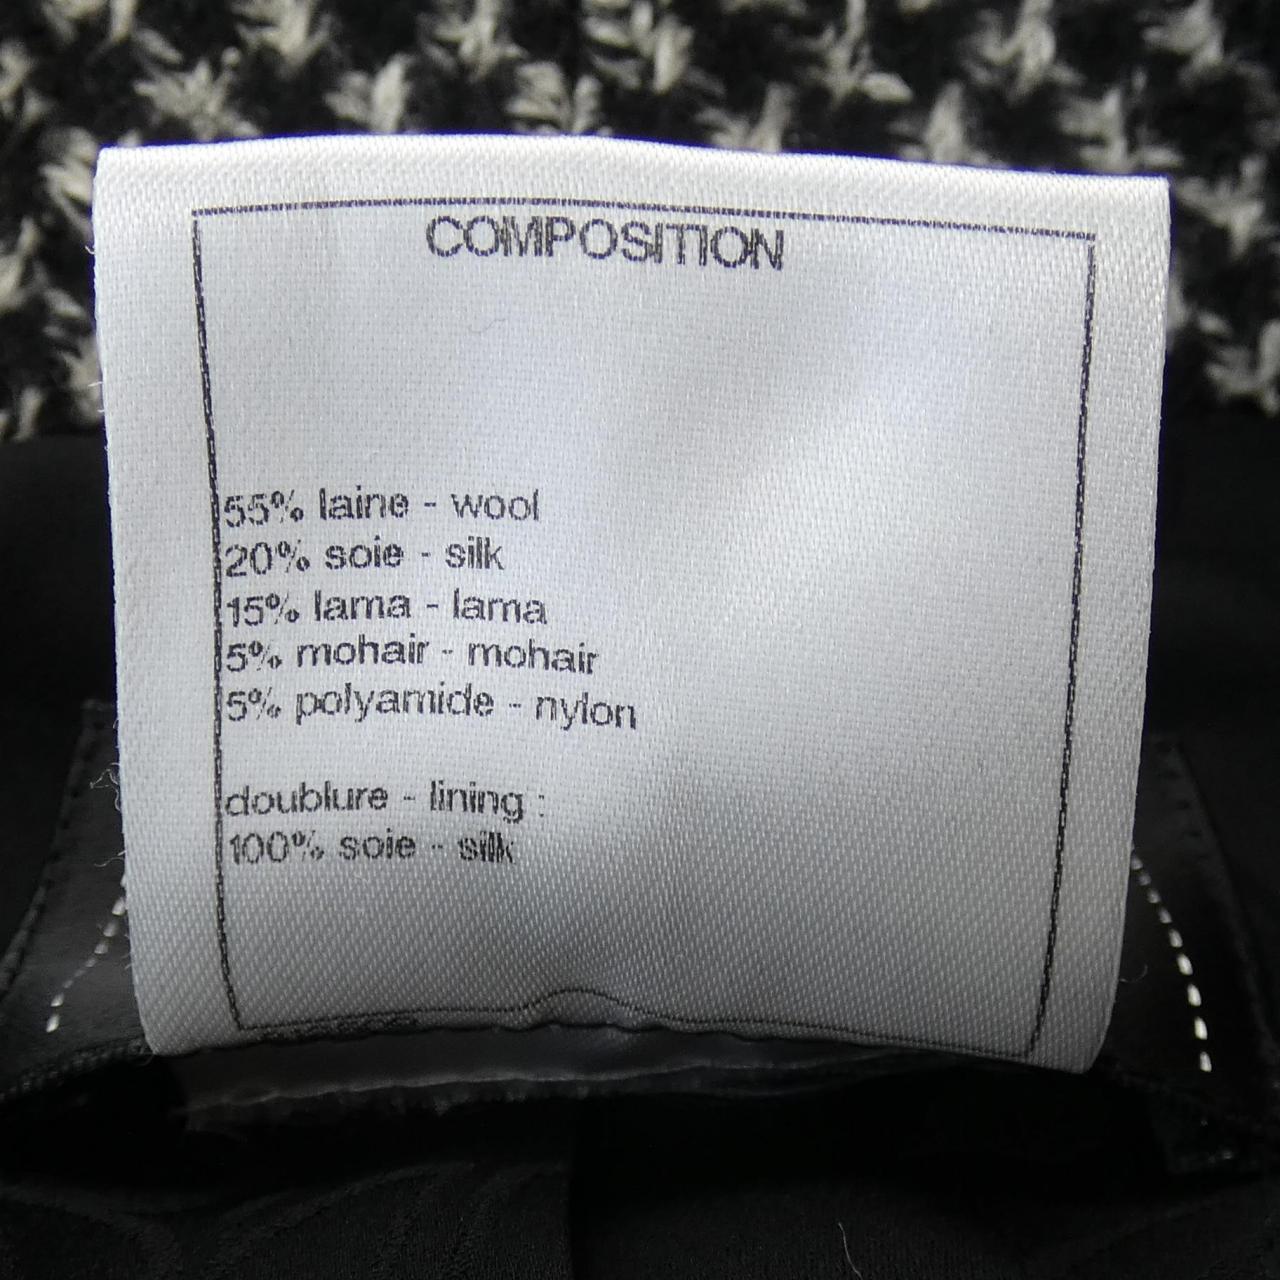 COMPOSITION
55% laine - wool
20% soie - silk
15% lama - lama
5% mohair - mohair
5% polyamide - nylon
doublure - lining :
100% soie - silk